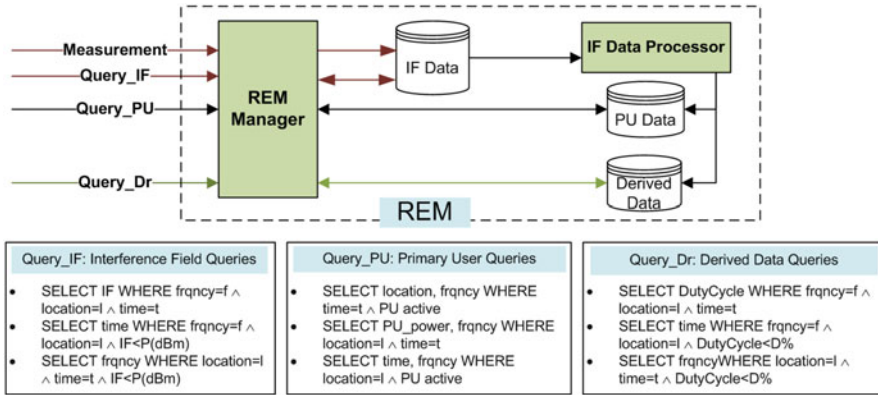 Measurement
Query_IF
Query_PU
Query_Dr
REM
Manager
IF Data
IF Data Processor
PU Data
Derived
Data
REM
Query_IF: Interference Field Queries
• SELECT IF WHERE frqncy=f ∧
location=l ∧ time=t
• SELECT time WHERE frqncy=f ∧
location=l ∧ IF<P(dBm)
• SELECT frqncy WHERE location=l
∧ time=t ∧ IF<P(dBm)
Query_PU: Primary User Queries
• SELECT location, frqncy WHERE
time=t ∧ PU active
• SELECT PU_power, frqncy WHERE
location=l ∧ time=t
• SELECT time, frqncy WHERE
location=l ∧ PU active
Query_Dr: Derived Data Queries
• SELECT DutyCycle WHERE frqncy=f
∧ location=l ∧ time=t
• SELECT time WHERE frqncy=f ∧
location=l ∧ DutyCycle<D%
• SELECT frqncyWHERE location=l ∧
time=t ∧ DutyCycle<D%